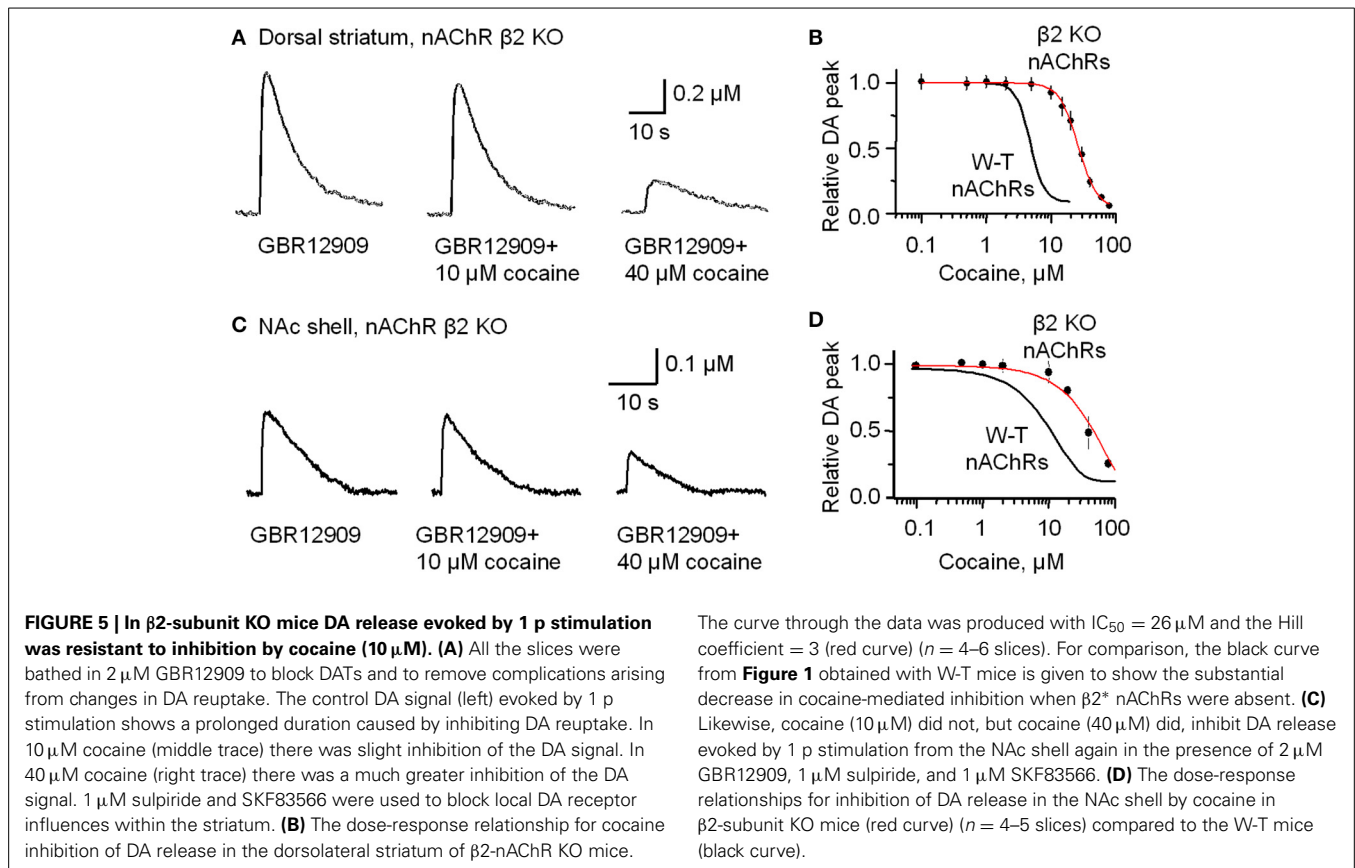 A Dorsal striatum, nAChR β2 KO
0.2 µM
10 s
GBR12909
GBR12909+
10 µM cocaine
GBR12909+
40 µM cocaine
B
β2 KO
nAChRs
Relative DA peak
1.0
0.5
0.0
W-T
nAChRs
0.1 1 10 100
Cocaine, µM
C NAc shell, nAChR β2 KO
0.1 µM
10 s
GBR12909
GBR12909+
10 µM cocaine
GBR12909+
40 µM cocaine
D
β2 KO
nAChRs
Relative DA peak
1.0
0.5
0.0
W-T
nAChRs
0.1 1 10 100
Cocaine, µM
FIGURE 5 | In β2-subunit KO mice DA release evoked by 1 p stimulation
was resistant to inhibition by cocaine (10 µM). (A) All the slices were
bathed in 2 µM GBR12909 to block DATs and to remove complications arising
from changes in DA reuptake. The control DA signal (left) evoked by 1 p
stimulation shows a prolonged duration caused by inhibiting DA reuptake. In
10 µM cocaine (middle trace) there was slight inhibition of the DA signal. In
40 µM cocaine (right trace) there was a much greater inhibition of the DA
signal. 1 µM sulpiride and SKF83566 were used to block local DA receptor
influences within the striatum. (B) The dose-response relationship for cocaine
inhibition of DA release in the dorsolateral striatum of β2-nAChR KO mice.
The curve through the data was produced with IC50 = 26 µM and the Hill
coefficient = 3 (red curve) (n = 4–6 slices). For comparison, the black curve
from Figure 1 obtained with W-T mice is given to show the substantial
decrease in cocaine-mediated inhibition when β2* nAChRs were absent. (C)
Likewise, cocaine (10 µM) did not, but cocaine (40 µM) did, inhibit DA release
evoked by 1 p stimulation from the NAc shell again in the presence of 2 µM
GBR12909, 1 µM sulpiride, and 1 µM SKF83566. (D) The dose-response
relationships for inhibition of DA release in the NAc shell by cocaine in
β2-subunit KO mice (red curve) (n = 4–5 slices) compared to the W-T mice
(black curve).